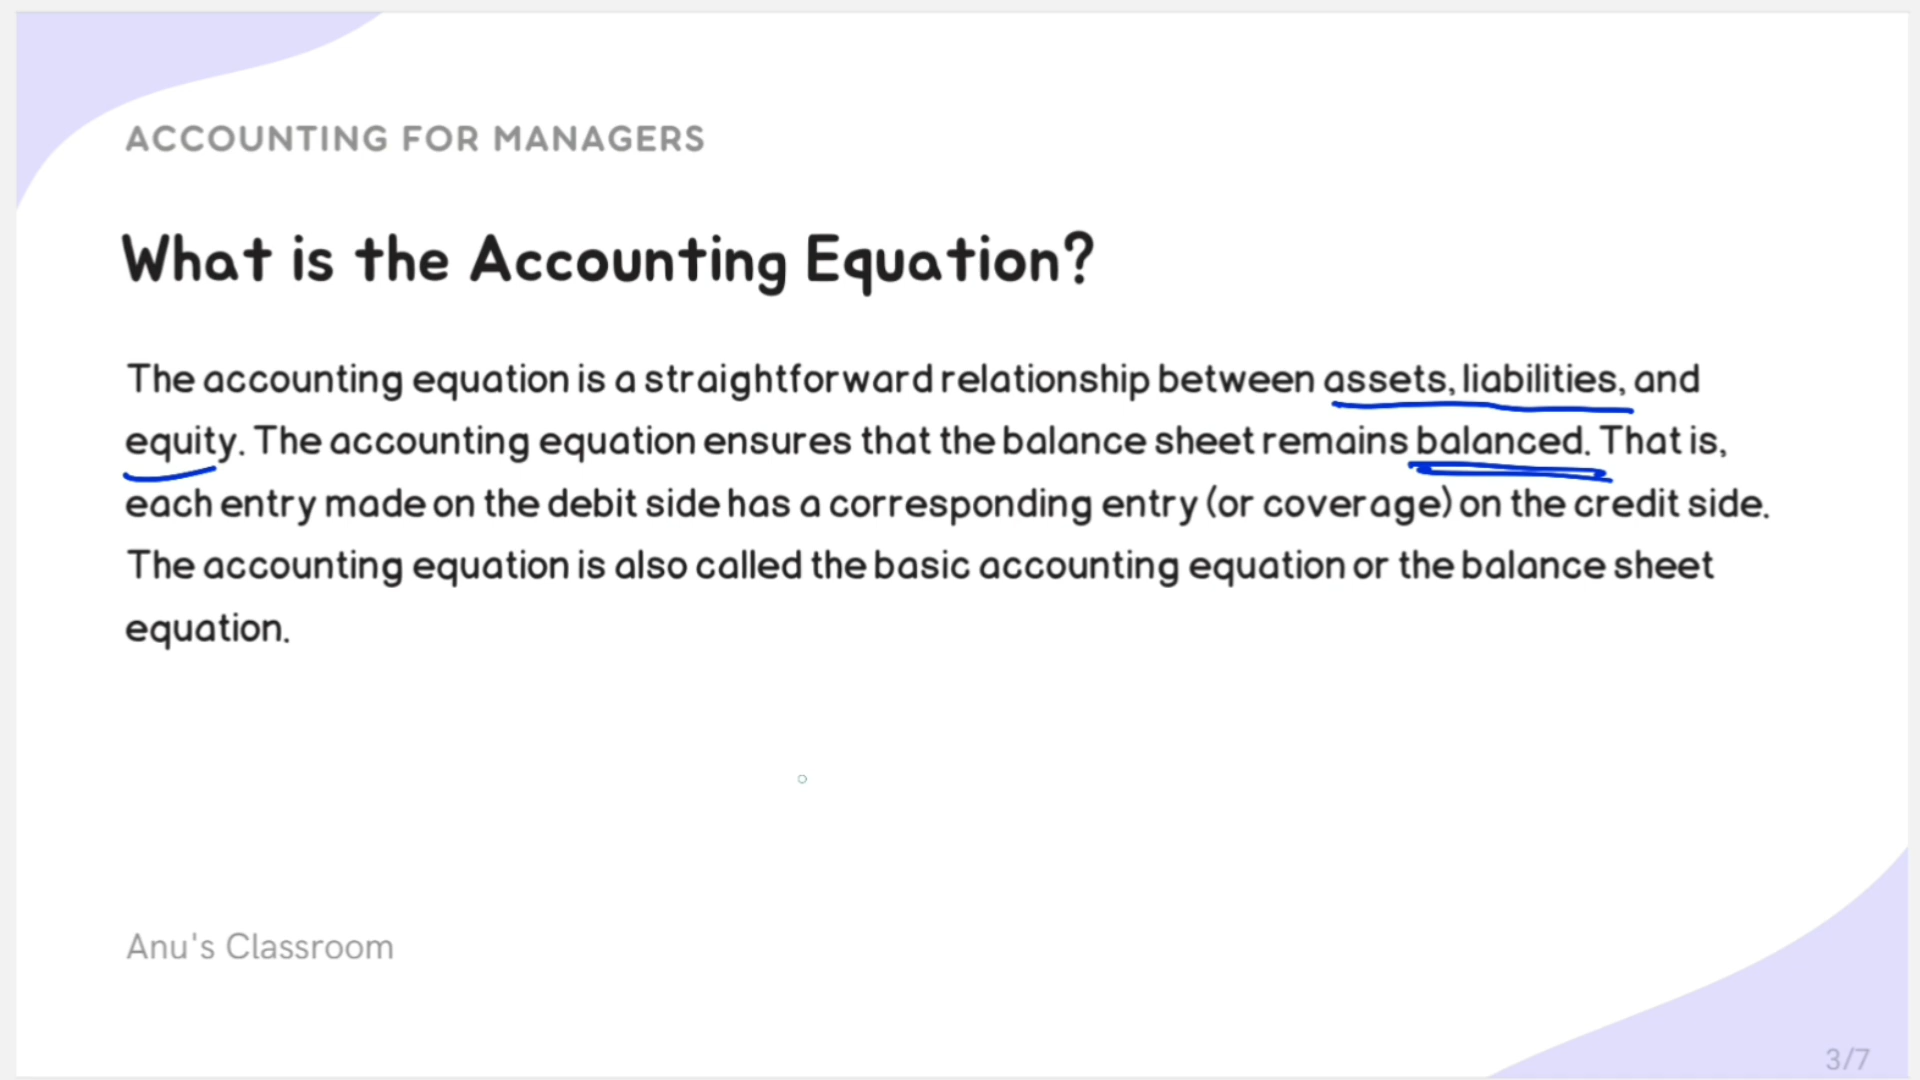 ACCOUNTING FOR MANAGERS
What is the Accounting Equation?
The accounting equation is a straightforward relationship between assets, liabilities, and
equity. The accounting equation ensures that the balance sheet remains balanced. That is,
each entry made on the debit side has a corresponding entry (or coverage) on the credit side.
The accounting equation is also called the basic accounting equation or the balance sheet
equation.
Anu's Classroom
3/7